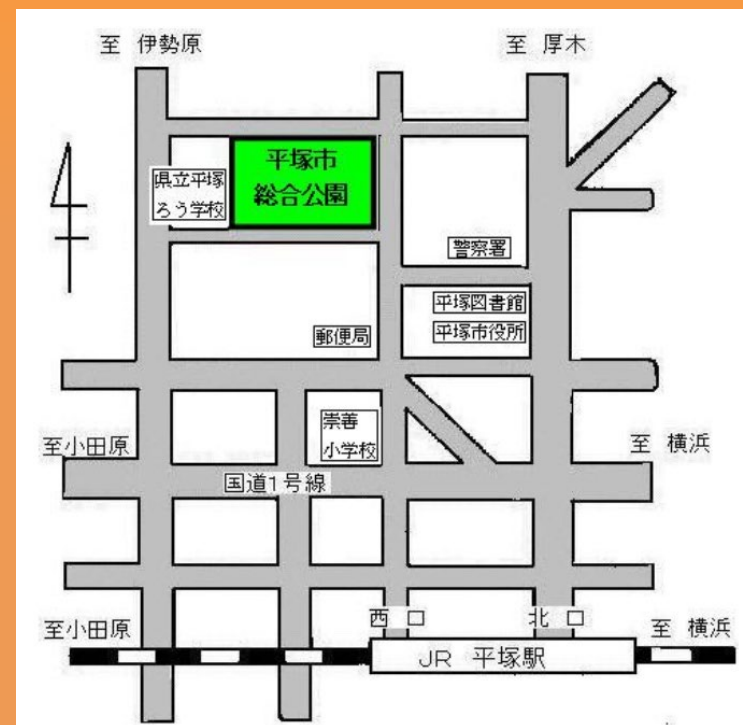 至 伊勢原
至 厚木
平塚市
総合公園
県立平塚
ろう学校
警察署
平塚図書館
平塚市役所
郵便局
崇善
小学校
至小田原
至 横浜
国道1号線
西 口
北 口
至小田原
至 横浜
JR 平塚駅